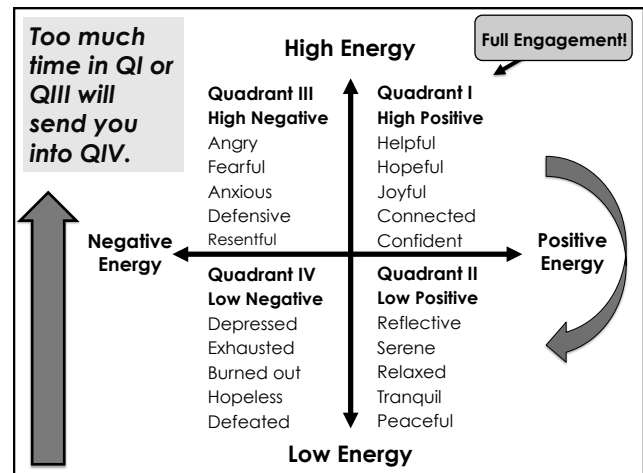 Too much
time in QI or
QIII will
send you
into QIV.
High Energy
Full Engagement!
Quadrant III
High Negative
Angry
Fearful
Anxious
Defensive
Resentful
Quadrant I
High Positive
Helpful
Hopeful
Joyful
Connected
Confident
Negative
Energy
Positive
Energy
Quadrant IV
Low Negative
Depressed
Exhausted
Burned out
Hopeless
Defeated
Quadrant II
Low Positive
Reflective
Serene
Relaxed
Tranquil
Peaceful
Low Energy